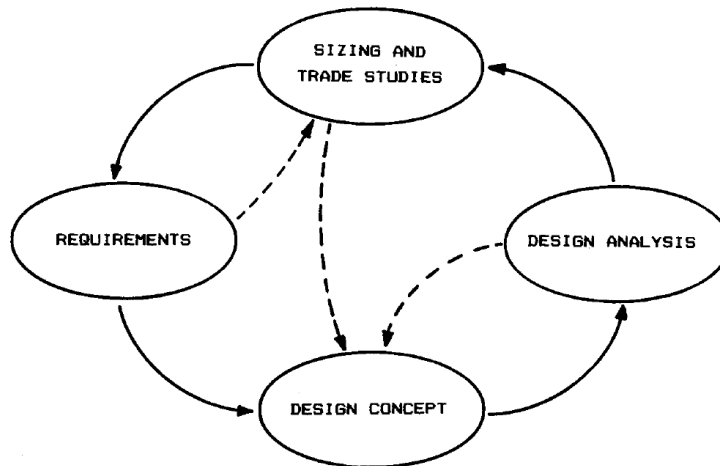 SIZING AND
TRADE STUDIES
REQUIREMENTS
DESIGN ANALYSIS
DESIGN CONCEPT